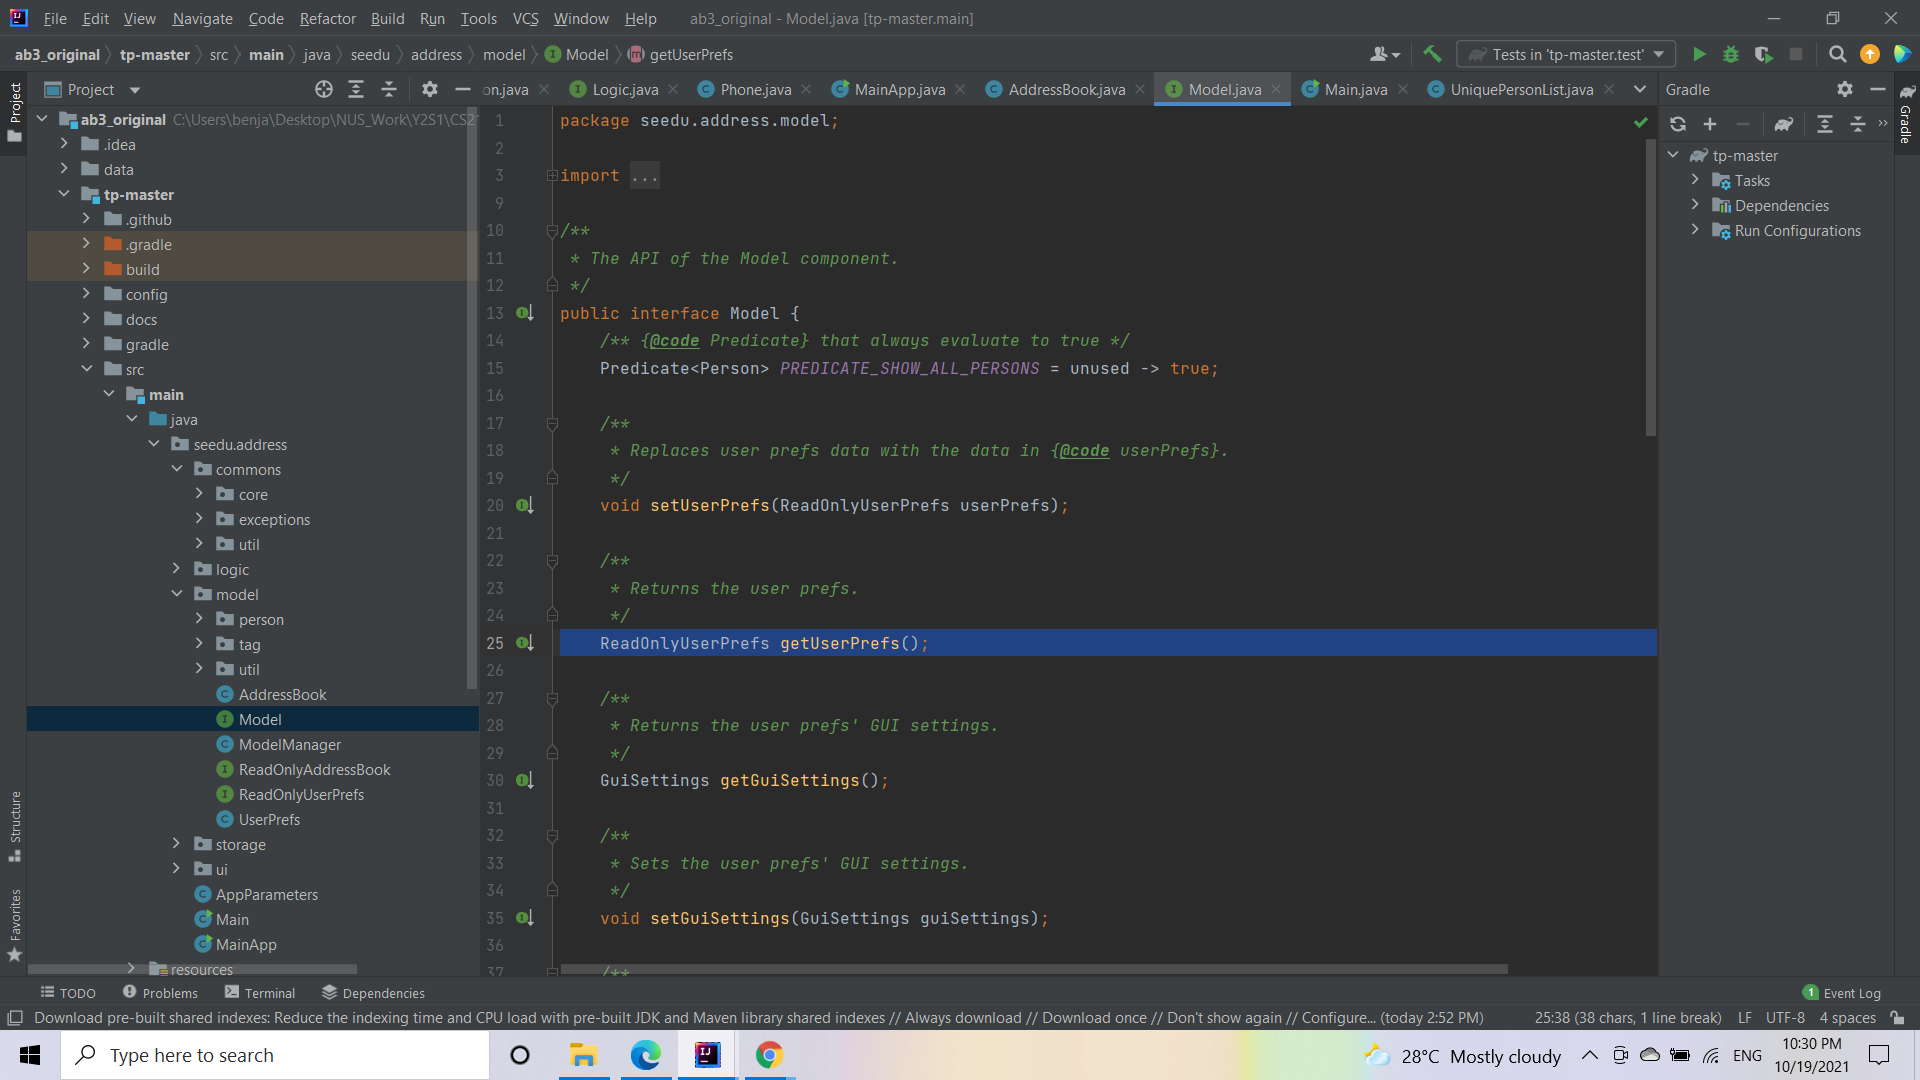 File Edit View Navigate Code Refactor Build Run Tools VCS Window Help ab3_original - Model.java [tp-master.main]
ab3_original tp-master src main java seedu address model Model getUserPrefs Tests in 'tp-master.test'
Project on.java Logic.java Phone.java MainApp.java AddressBook.java Model.java Main.java UniquePersonList.java Gradle
Project
Structure
Favorites
Gradle
ab3_original C:\Users\benja\Desktop\NUS_Work\Y2S1\CS21
.idea
data
tp-master
.github
.gradle
build
config
docs
gradle
src
main
java
seedu.address
commons
core
exceptions
util
logic
model
person
tag
util
AddressBook
Model
ModelManager
ReadOnlyAddressBook
ReadOnlyUserPrefs
UserPrefs
storage
ui
AppParameters
Main
MainApp
resources
1 package seedu.address.model;
2
3 import ...
9
10 /**
11 * The API of the Model component.
12 */
13 public interface Model {
14 /** {@code Predicate} that always evaluate to true */
15 Predicate<Person> PREDICATE_SHOW_ALL_PERSONS = unused -> true;
16
17 /**
18 * Replaces user prefs data with the data in {@code userPrefs}.
19 */
20 void setUserPrefs(ReadOnlyUserPrefs userPrefs);
21
22 /**
23 * Returns the user prefs.
24 */
25 ReadOnlyUserPrefs getUserPrefs();
26
27 /**
28 * Returns the user prefs' GUI settings.
29 */
30 GuiSettings getGuiSettings();
31
32 /**
33 * Sets the user prefs' GUI settings.
34 */
35 void setGuiSettings(GuiSettings guiSettings);
36
37 /**
tp-master
Tasks
Dependencies
Run Configurations
TODO Problems Terminal Dependencies 1 Event Log
Download pre-built shared indexes: Reduce the indexing time and CPU load with pre-built JDK and Maven library shared indexes // Always download // Download once // Don't show again // Configure... (today 2:52 PM) 25:38 (38 chars, 1 line break) LF UTF-8 4 spaces
Type here to search 28°C Mostly cloudy ENG 10:30 PM
10/19/2021